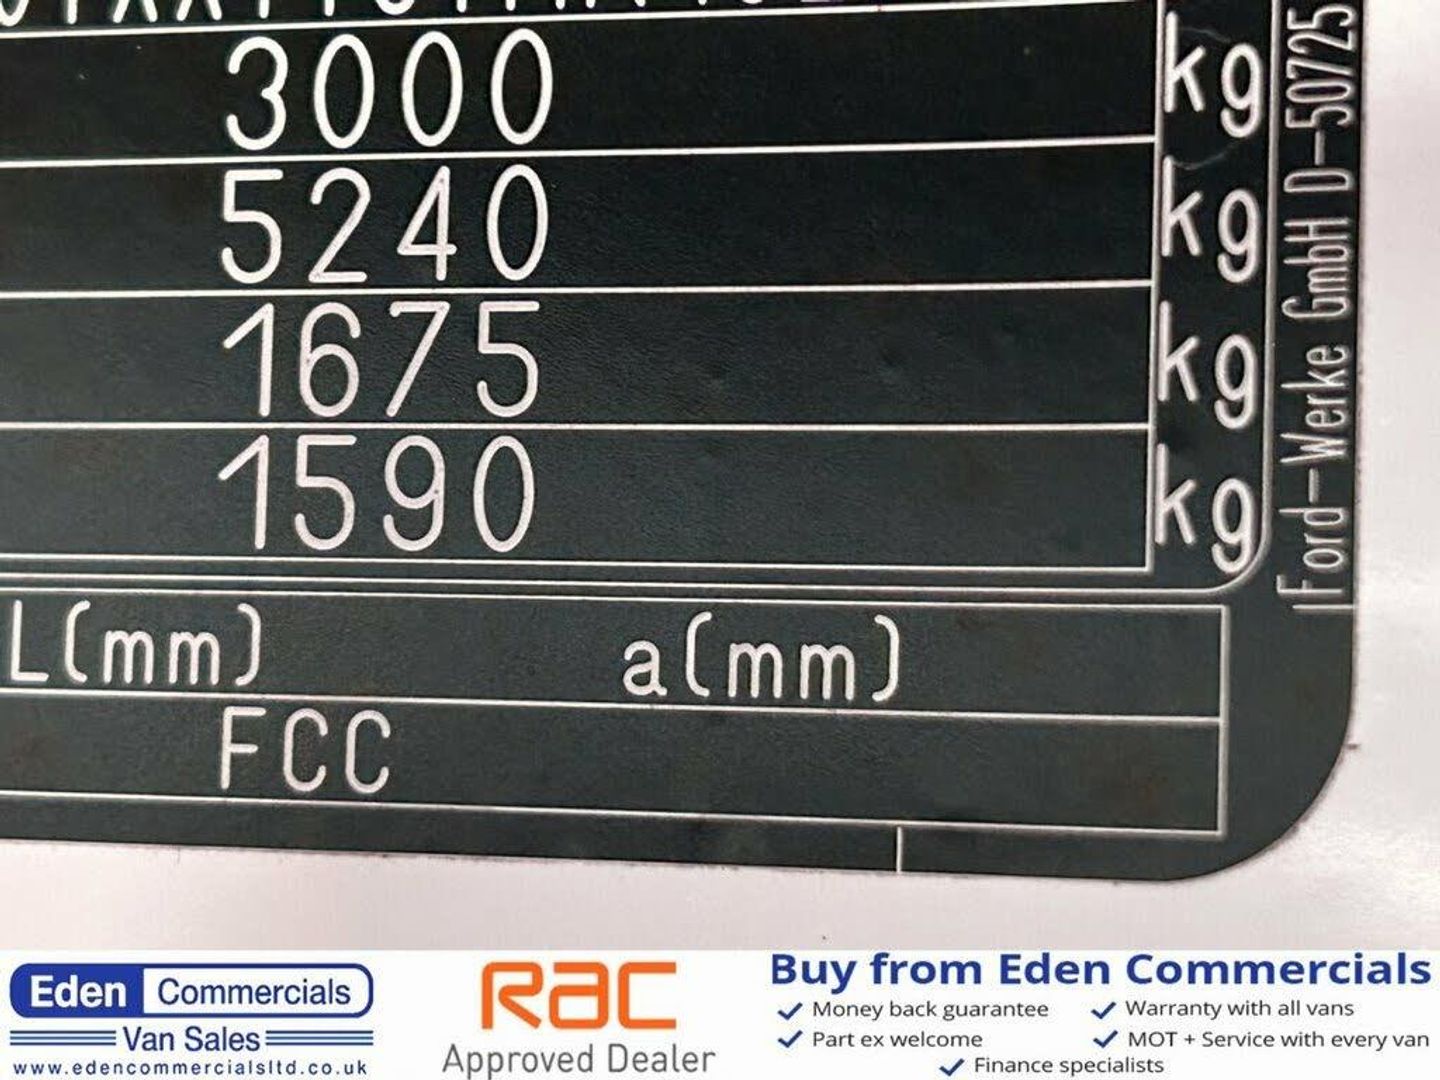 3000 kg
5240 kg
1675 kg
1590 kg
L(mm) a(mm)
FCC
Ford-Werke GmbH D-50725
Eden Commercials
Van Sales
www.edencommercialsltd.co.uk
RAC
Approved Dealer
Buy from Eden Commercials
Money back guarantee
Warranty with all vans
Part ex welcome
MOT + Service with every van
Finance specialists